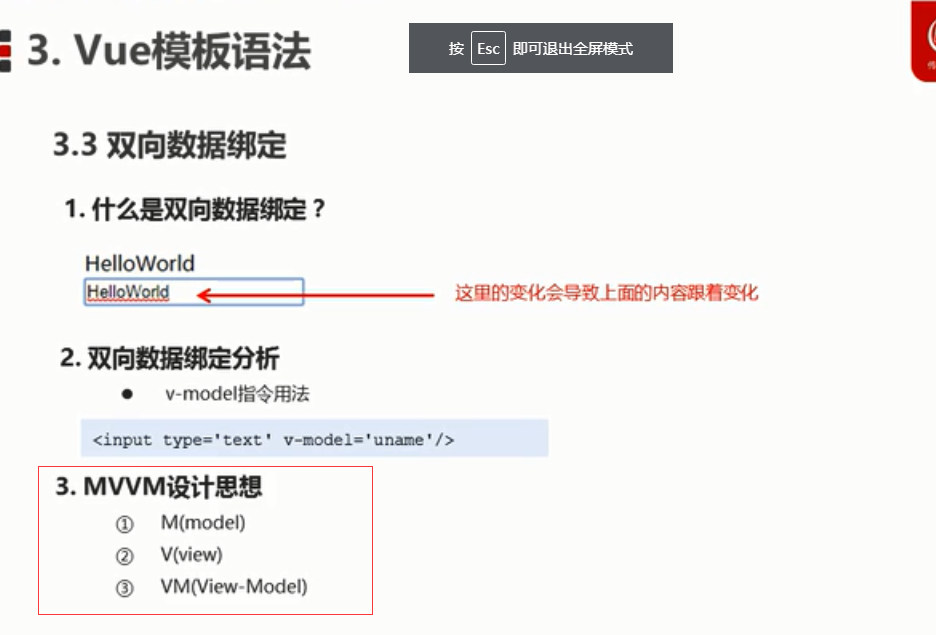 3. Vue模板语法
按 Esc 即可退出全屏模式
3.3 双向数据绑定
1. 什么是双向数据绑定？
HelloWorld
HelloWorld
这里的变化会导致上面的内容跟着变化
2. 双向数据绑定分析
● v-model指令用法
<input type='text' v-model='uname'/>
3. MVVM设计思想
① M(model)
② V(view)
③ VM(View-Model)